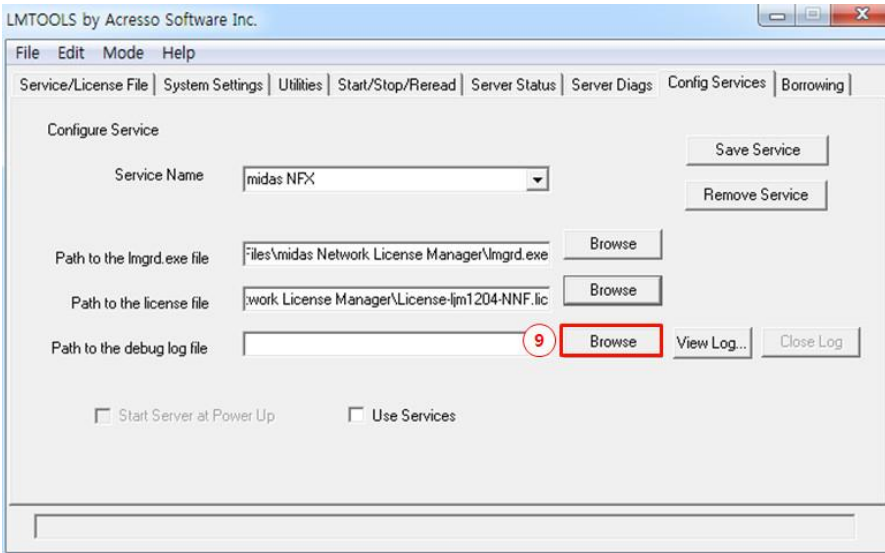 LMTOOLS by Acresso Software Inc.
File Edit Mode Help
Service/License File System Settings Utilities Start/Stop/Reread Server Status Server Diags Config Services Borrowing
Configure Service
Save Service
Service Name midas NFX
Remove Service
Path to the lmgrd.exe file Files\midas Network License Manager\lmgrd.exe Browse
Path to the license file :work License Manager\License-ljm1204-NNF.lic Browse
Path to the debug log file 9 Browse View Log... Close Log
Start Server at Power Up Use Services